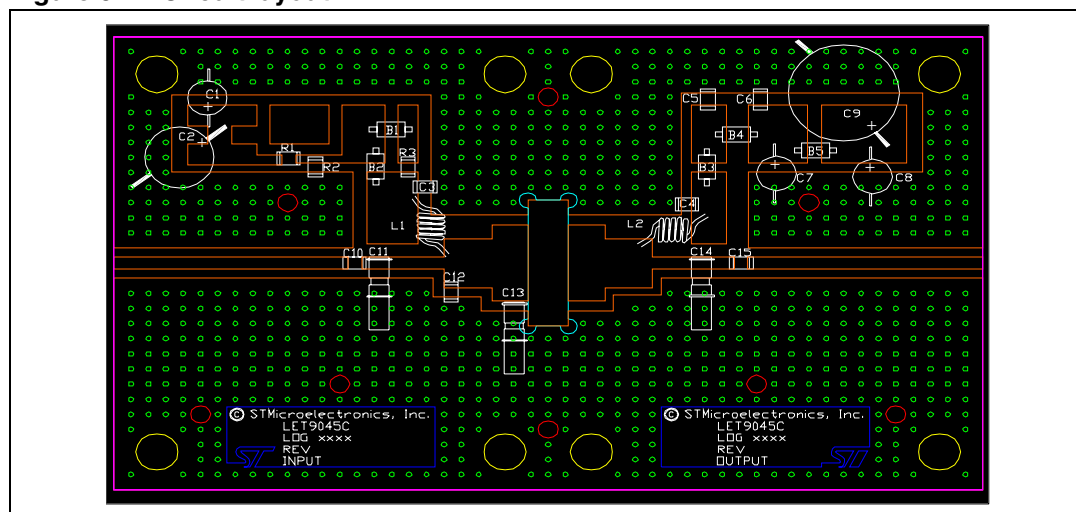 C5
C6
C1
C9
B1
B4
C2
R1
R3
B5
R2
B2
B3
C7
C8
C3
C4
L1
L2
C10
C11
C14
C15
C12
C13
© STMicroelectronics, Inc.
LET9045C
LOG xxxx
REV
INPUT
© STMicroelectronics, Inc.
LET9045C
LOG xxxx
REV
OUTPUT
ST
ST